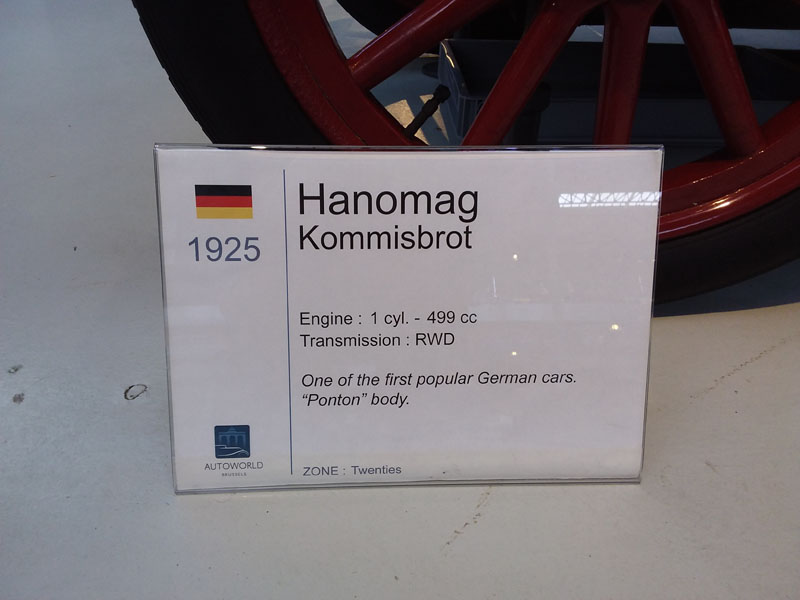 1925
Hanomag
Kommisbrot
Engine : 1 cyl. - 499 cc
Transmission : RWD
One of the first popular German cars.
“Ponton” body.
AUTOWORLD
BRUSSELS
ZONE : Twenties